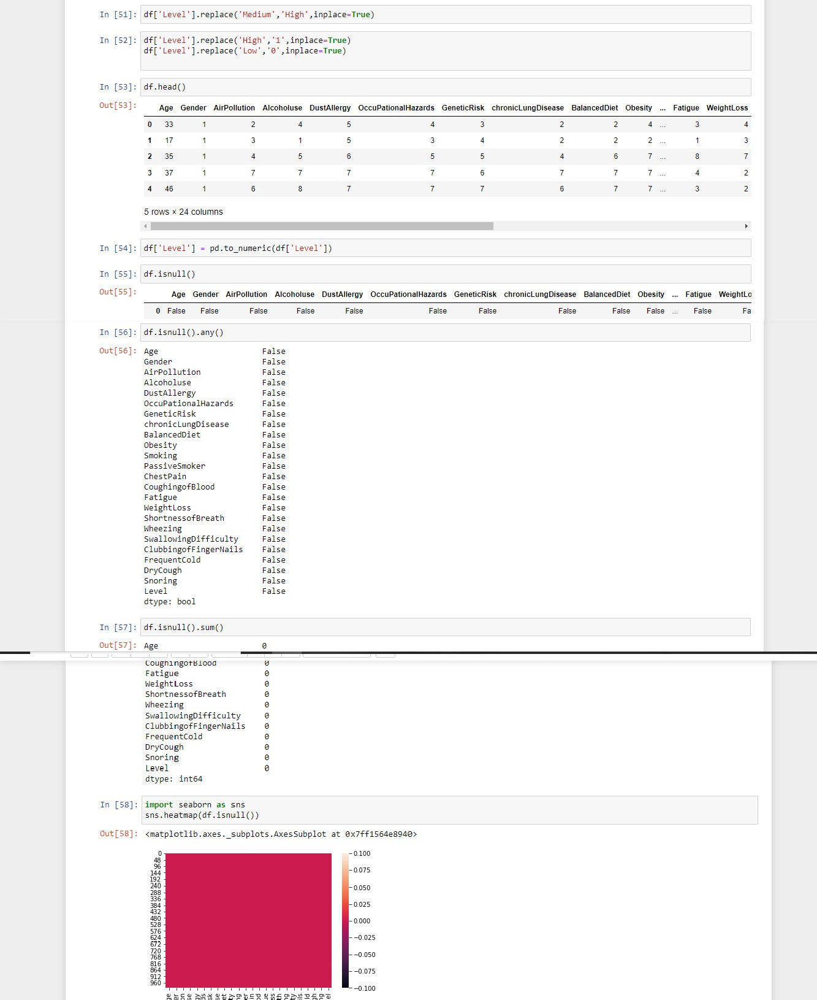 In [51]: df['Level'].replace('Medium','High',inplace=True)
In [52]: df['Level'].replace('High','1',inplace=True)
df['Level'].replace('Low','0',inplace=True)
In [53]: df.head()
Out[53]:
Age Gender AirPollution Alcoholuse DustAllergy OccuPationalHazards GeneticRisk chronicLungDisease BalancedDiet Obesity ... Fatigue WeightLoss
0 33 1 2 4 5 4 3 2 2 4 ... 3 4
1 17 1 3 1 5 3 4 2 2 2 ... 1 3
2 35 1 4 5 6 5 5 4 6 7 ... 8 7
3 37 1 7 7 7 7 6 7 7 7 ... 4 2
4 46 1 6 8 7 7 7 6 7 7 ... 3 2
5 rows × 24 columns
In [54]: df['Level'] = pd.to_numeric(df['Level'])
In [55]: df.isnull()
Out[55]:
Age Gender AirPollution Alcoholuse DustAllergy OccuPationalHazards GeneticRisk chronicLungDisease BalancedDiet Obesity ... Fatigue WeightLo
0 False False False False False False False False False False ... False Fa
In [56]: df.isnull().any()
Out[56]: Age False
Gender False
AirPollution False
Alcoholuse False
DustAllergy False
OccuPationalHazards False
GeneticRisk False
chronicLungDisease False
BalancedDiet False
Obesity False
Smoking False
PassiveSmoker False
ChestPain False
CoughingofBlood False
Fatigue False
WeightLoss False
ShortnessofBreath False
Wheezing False
SwallowingDifficulty False
ClubbingofFingerNails False
FrequentCold False
DryCough False
Snoring False
Level False
dtype: bool
In [57]: df.isnull().sum()
Out[57]: Age 0
CoughingofBlood 0
Fatigue 0
WeightLoss 0
ShortnessofBreath 0
Wheezing 0
SwallowingDifficulty 0
ClubbingofFingerNails 0
FrequentCold 0
DryCough 0
Snoring 0
Level 0
dtype: int64
In [58]: import seaborn as sns
sns.heatmap(df.isnull())
Out[58]: <matplotlib.axes._subplots.AxesSubplot at 0x7ff1564e8940>
0
48
96
144
192
240
288
336
384
432
480
528
576
624
672
720
768
816
864
912
960
0.100
0.075
0.050
0.025
0.000
−0.025
−0.050
−0.075
−0.100